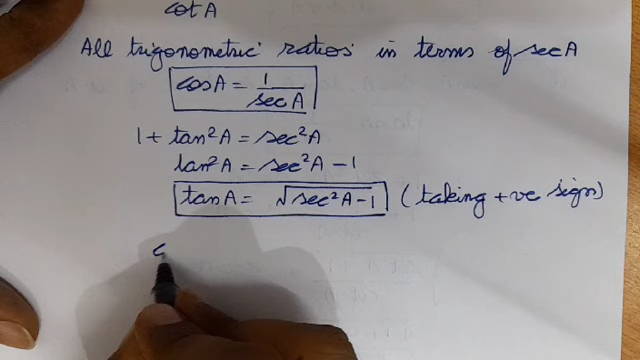 cot A
All trigonometric ratios in terms of sec A
cos A = 1/sec A
1 + tan²A = sec²A
tan²A = sec²A − 1
tan A = √sec²A−1 (taking +ve sign)